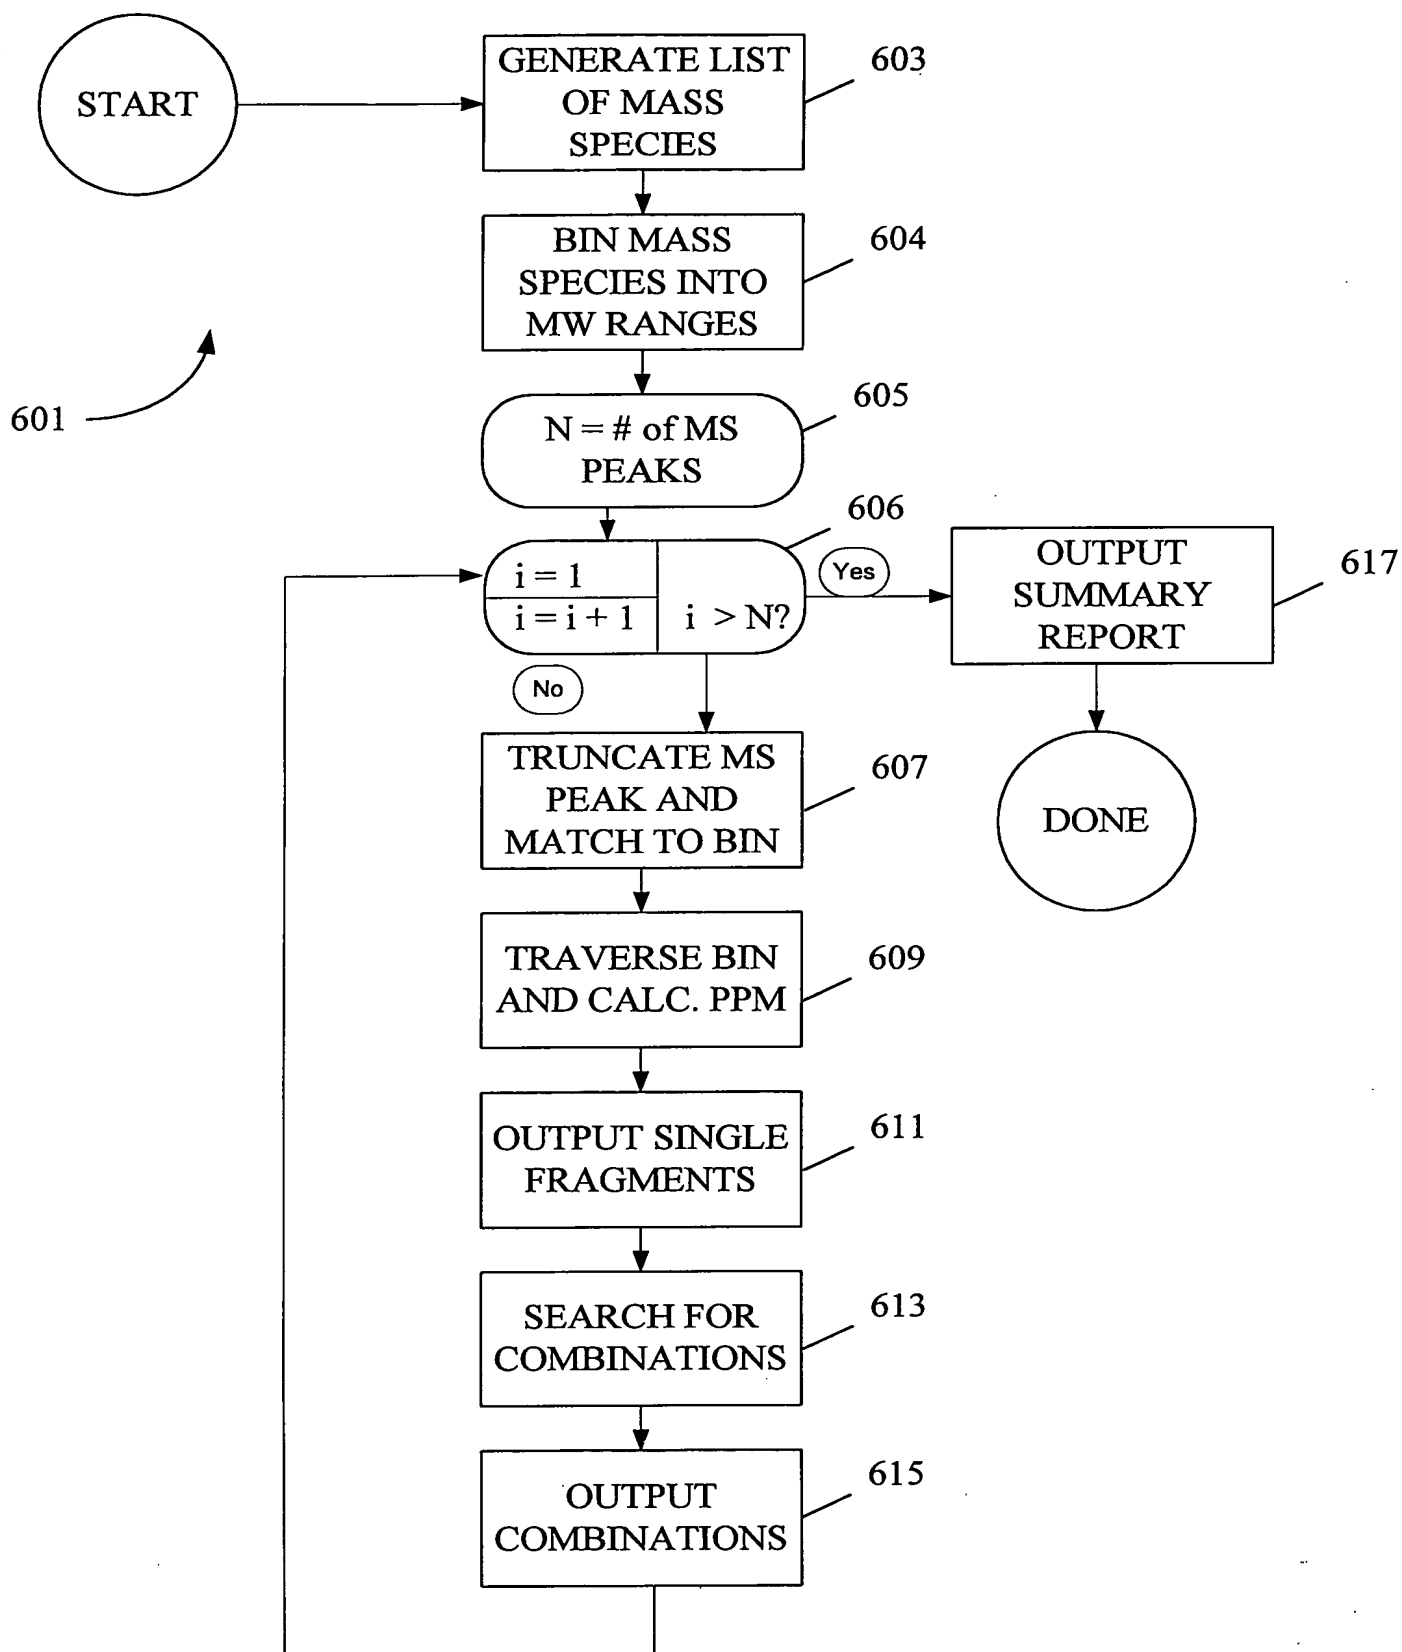 START
GENERATE LIST
OF MASS
SPECIES
603
BIN MASS
SPECIES INTO
MW RANGES
604
601
N = # of MS
PEAKS
605
606
i = 1
i = i + 1
i > N?
Yes
OUTPUT
SUMMARY
REPORT
617
No
TRUNCATE MS
PEAK AND
MATCH TO BIN
607
DONE
TRAVERSE BIN
AND CALC. PPM
609
OUTPUT SINGLE
FRAGMENTS
611
SEARCH FOR
COMBINATIONS
613
OUTPUT
COMBINATIONS
615